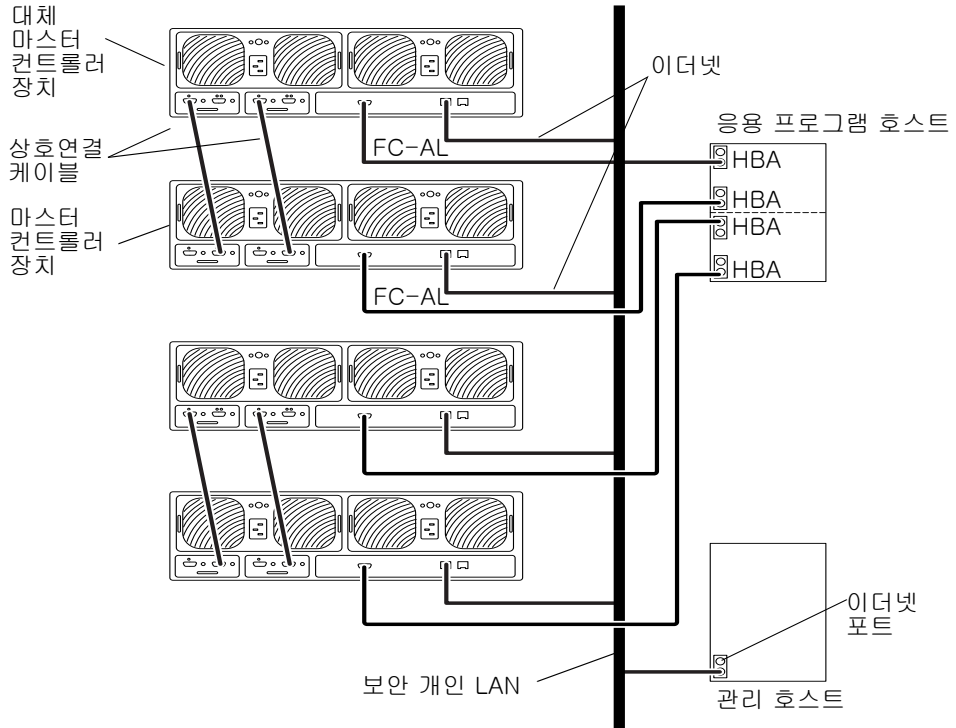 대체
마스터
컨트롤러
장치
이더넷
응용 프로그램 호스트
상호연결
케이블
FC-AL
HBA
HBA
HBA
HBA
마스터
컨트롤러
장치
FC-AL
이더넷
포트
보안 개인 LAN
관리 호스트